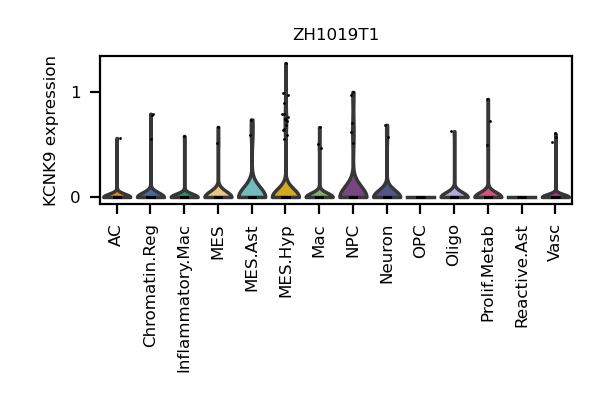 ZH1019T1
KCNK9 expression
1
0
AC
Chromatin.Reg
Inflammatory.Mac
MES
MES.Ast
MES.Hyp
Mac
NPC
Neuron
OPC
Oligo
Prolif.Metab
Reactive.Ast
Vasc